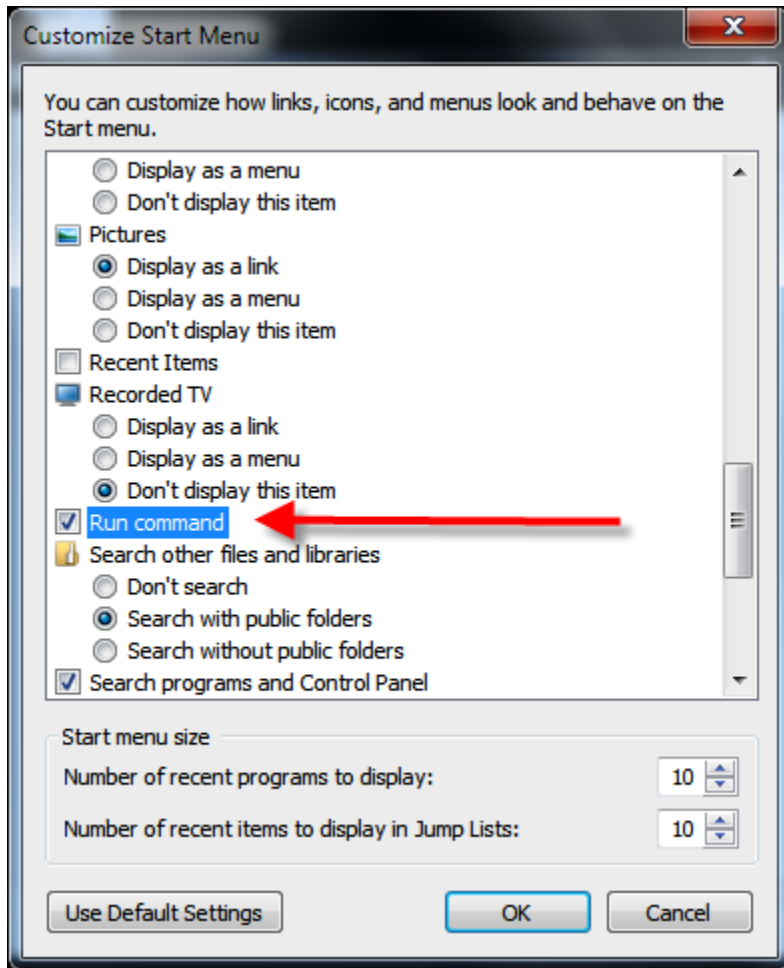 Customize Start Menu
You can customize how links, icons, and menus look and behave on the
Start menu.
Display as a menu
Don't display this item
Pictures
Display as a link
Display as a menu
Don't display this item
Recent Items
Recorded TV
Display as a link
Display as a menu
Don't display this item
Run command
Search other files and libraries
Don't search
Search with public folders
Search without public folders
Search programs and Control Panel
Start menu size
Number of recent programs to display: 10
Number of recent items to display in Jump Lists: 10
Use Default Settings OK Cancel